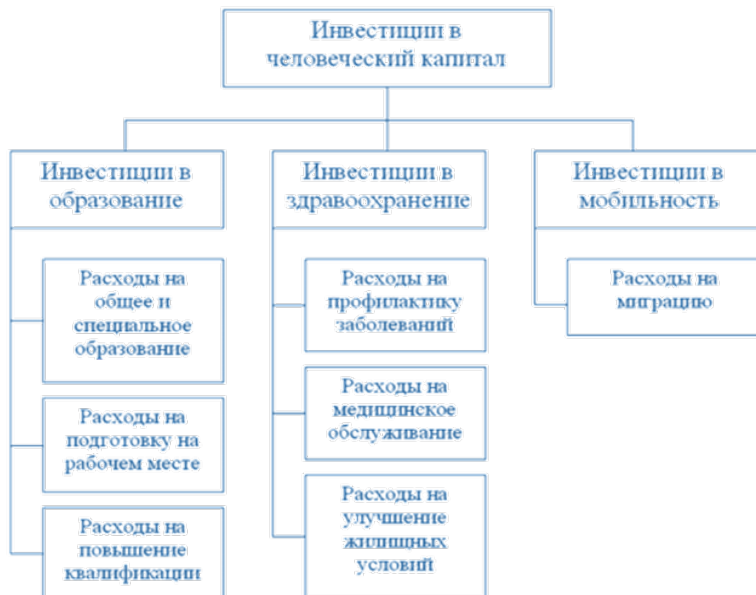 Инвестиции в
человеческий капитал
Инвестиции в
образование
Расходы на
общее и
специальное
образование
Расходы на
подготовку на
рабочем месте
Расходы на
повышение
квалификации
Инвестиции в
здравоохранение
Расходы на
профилактику
заболеваний
Расходы на
медицинское
обслуживание
Расходы на
улучшение
жилищных
условий
Инвестиции в
мобильность
Расходы на
миграцию